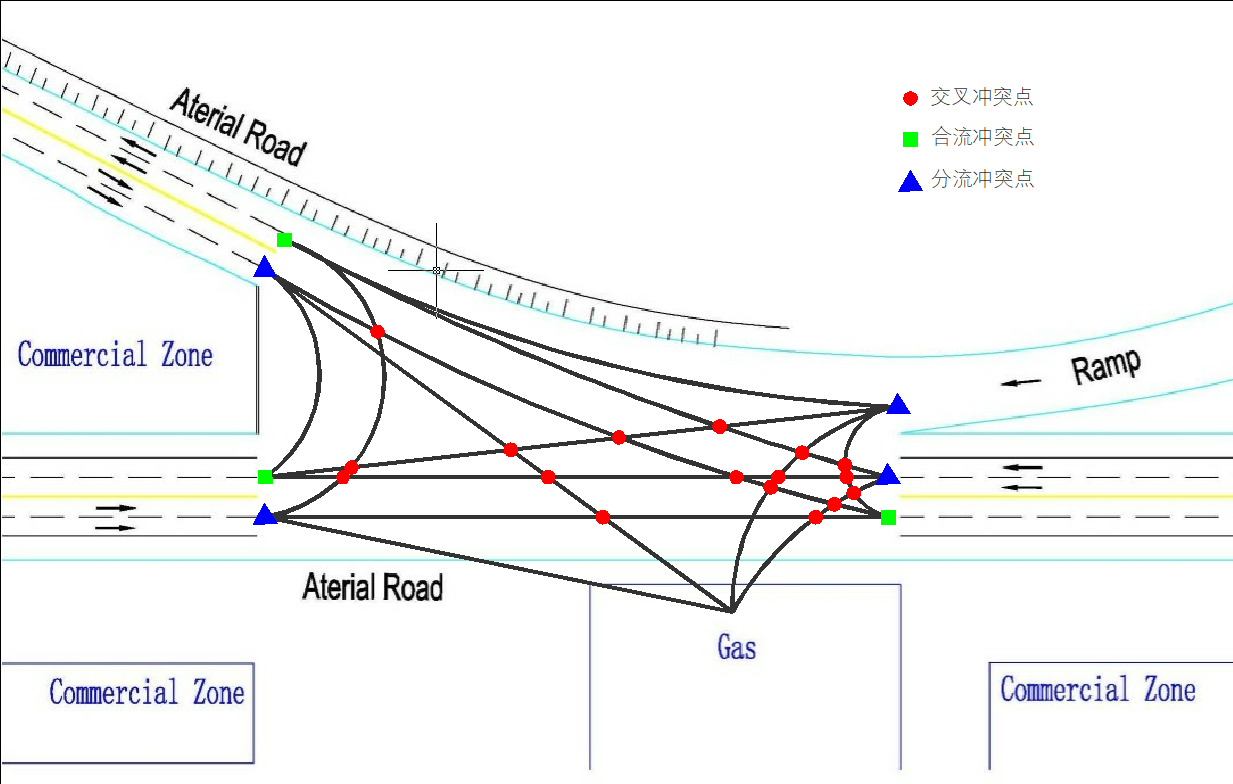 Aterial Road
交叉冲突点
合流冲突点
分流冲突点
Commercial Zone
Ramp
Aterial Road
Gas
Commercial Zone
Commercial Zone